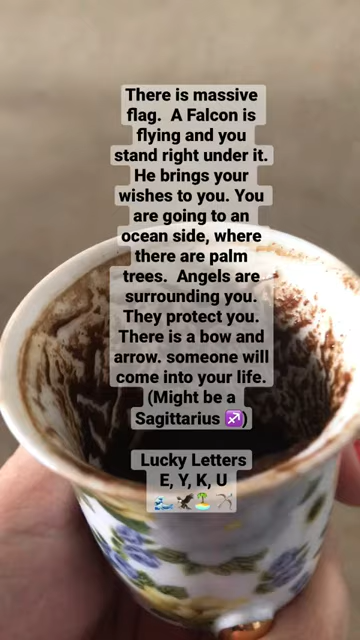 There is massive
flag.  A Falcon is
flying and you
stand right under it.
He brings your
wishes to you. You
are going to an
ocean side, where
there are palm
trees.  Angels are
surrounding you.
They protect you.
There is a bow and
arrow. someone will
come into your life.
(Might be a
Sagittarius ♐)
Lucky Letters
E, Y, K, U
🌊🦅🏝️🏹